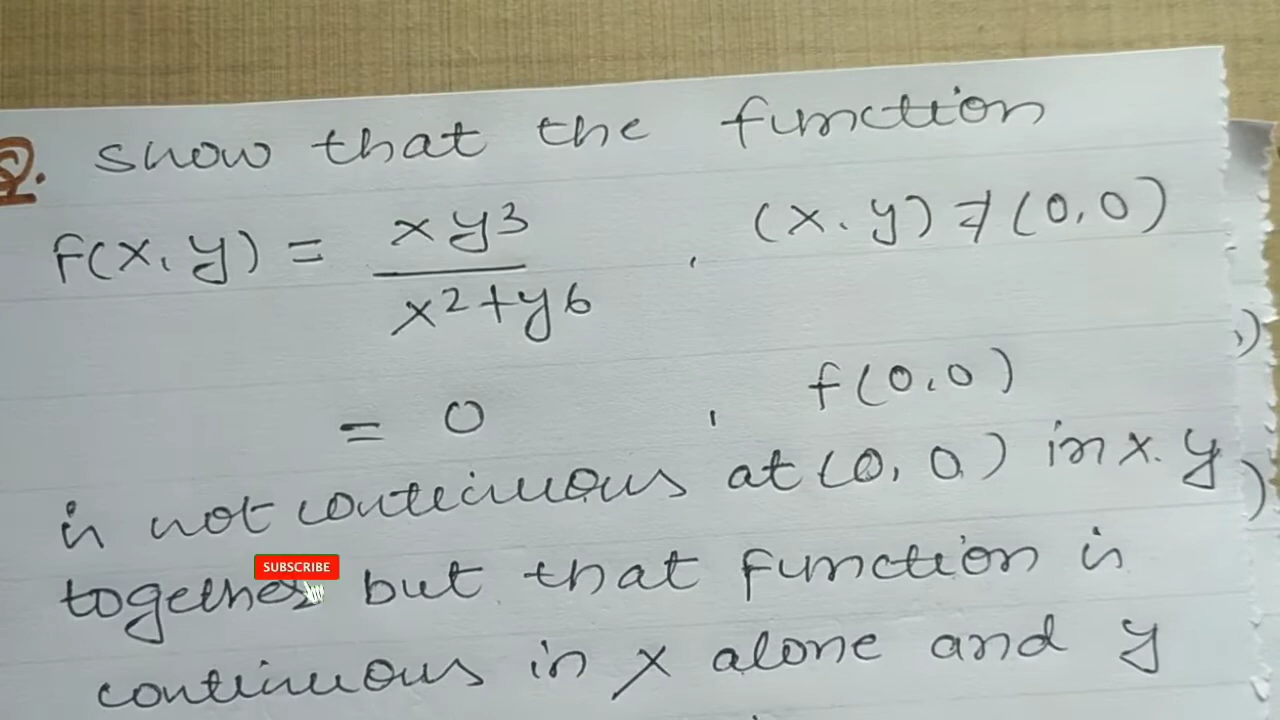 Q. show that the function
f(x, y) = xy3 / x2+y6 , (x. y) ≠ (0,0)
= 0 , f(0,0)
is not continuous at (0, 0) in x. y
together but that function is
SUBSCRIBE
continuous in x alone and y